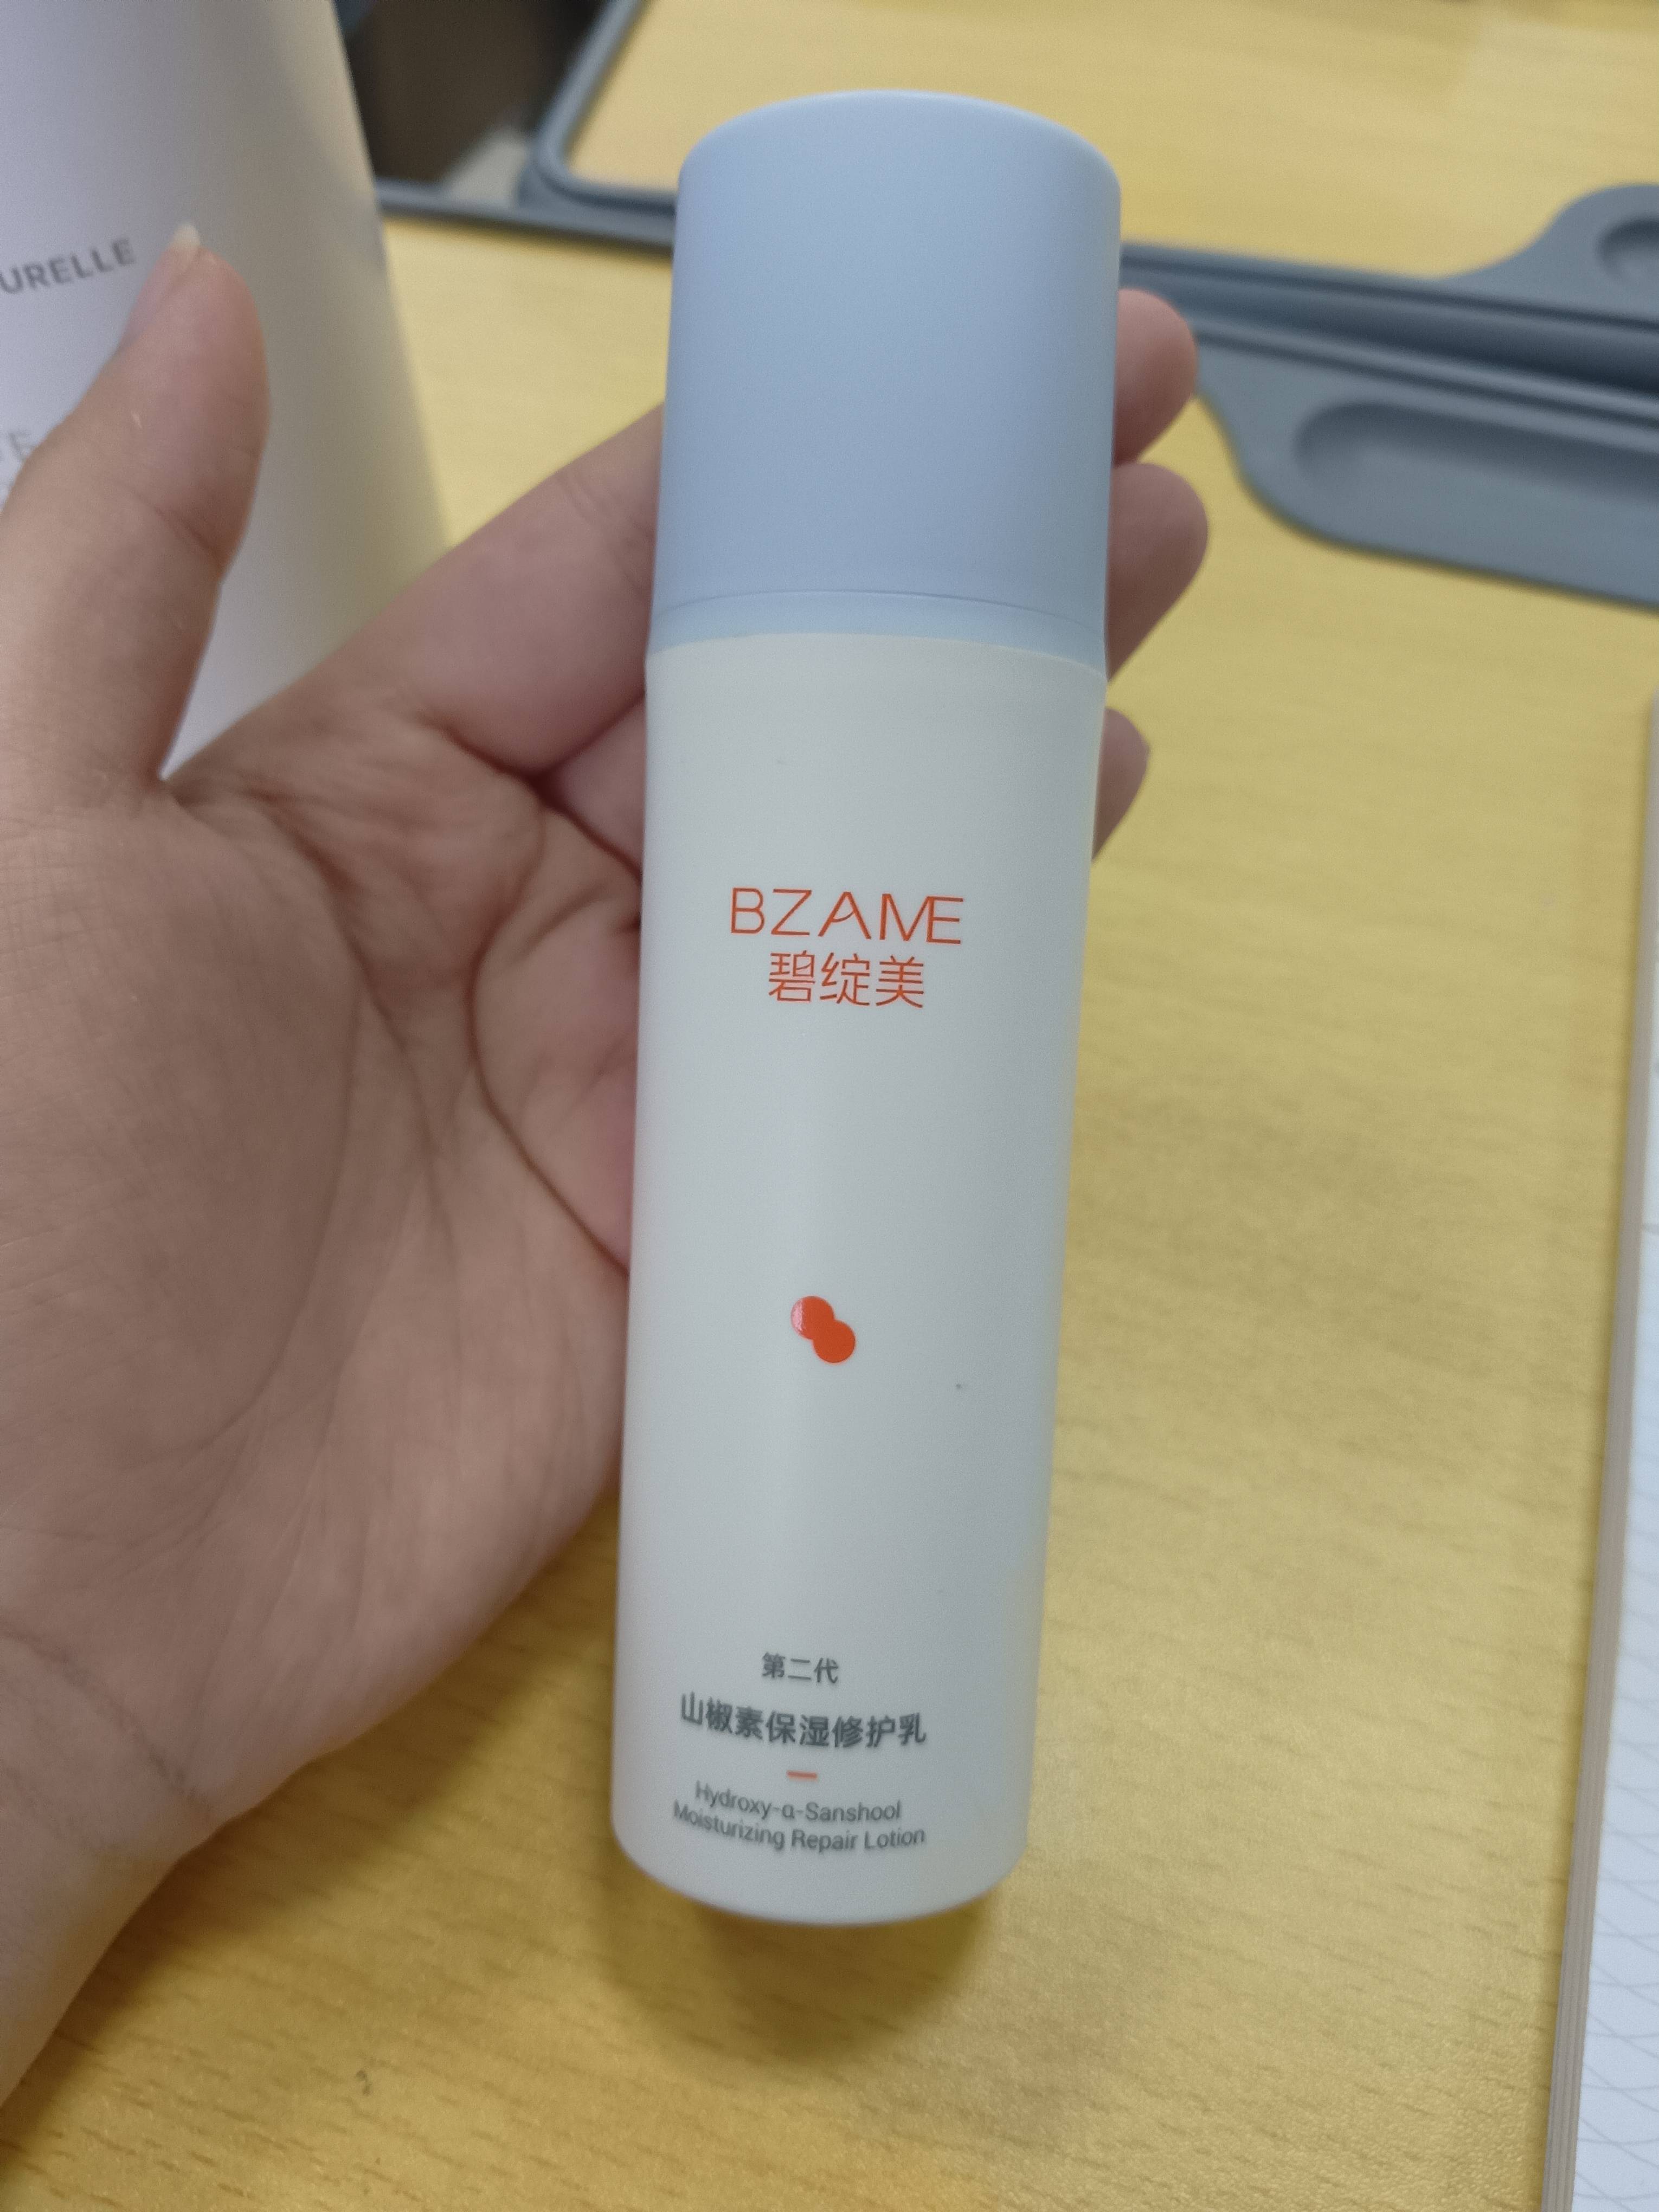 URELLE
BZAME
碧绽美
第二代
山椒素保湿修护乳
Hydroxy-α-Sanshool
Moisturizing Repair Lotion